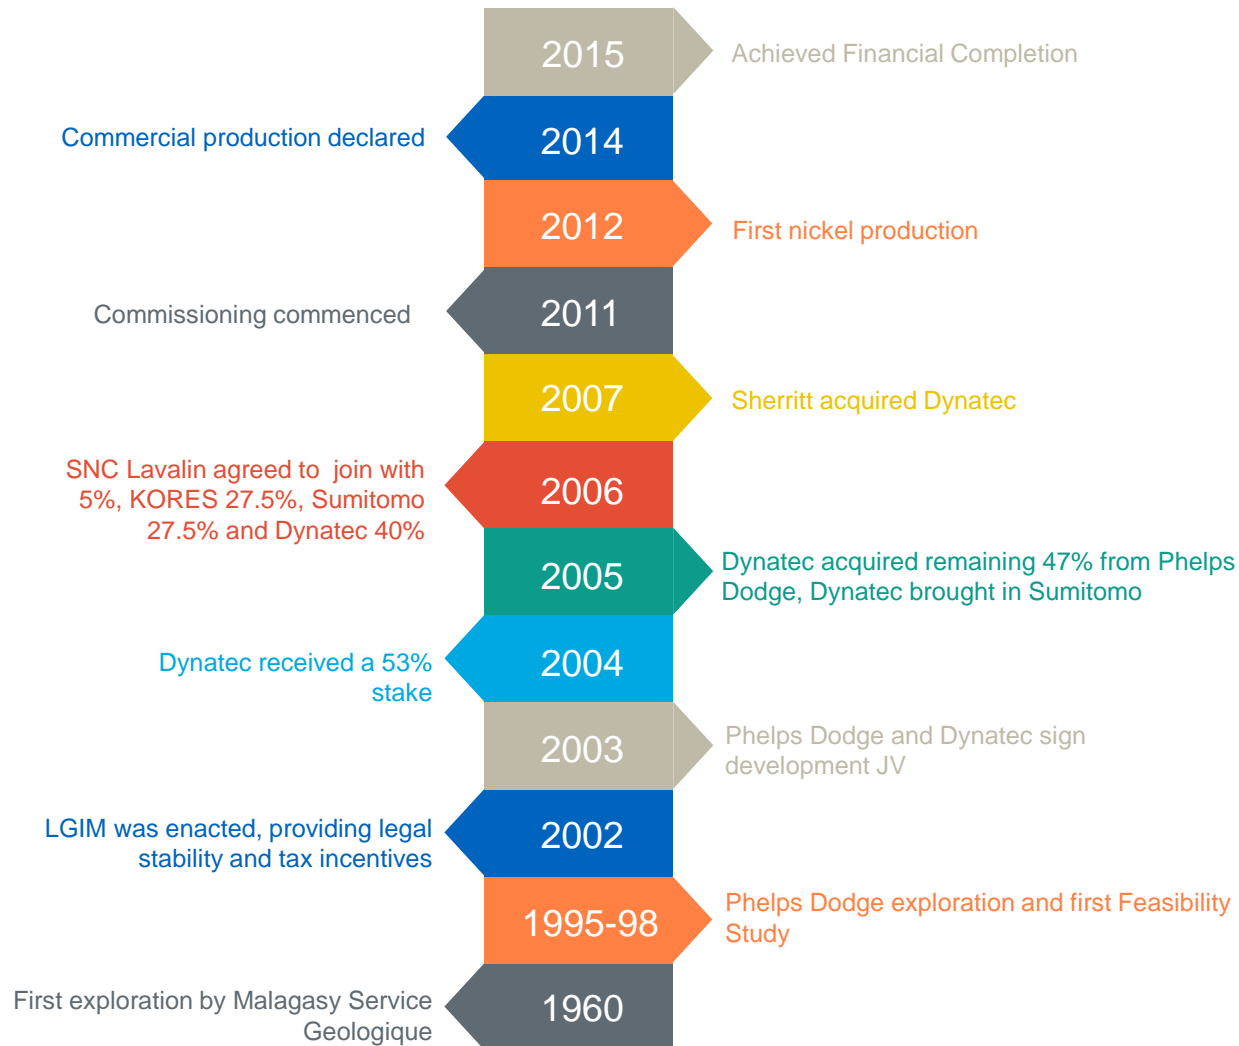 2015
Achieved Financial Completion
Commercial production declared
2014
2012
First nickel production
Commissioning commenced
2011
2007
Sherritt acquired Dynatec
SNC Lavalin agreed to  join with
5%, KORES 27.5%, Sumitomo
27.5% and Dynatec 40%
2006
2005
Dynatec acquired remaining 47% from Phelps
Dodge, Dynatec brought in Sumitomo
Dynatec received a 53%
stake
2004
2003
Phelps Dodge and Dynatec sign
development JV
LGIM was enacted, providing legal
stability and tax incentives
2002
1995-98
Phelps Dodge exploration and first Feasibility
Study
First exploration by Malagasy Service
Geologique
1960